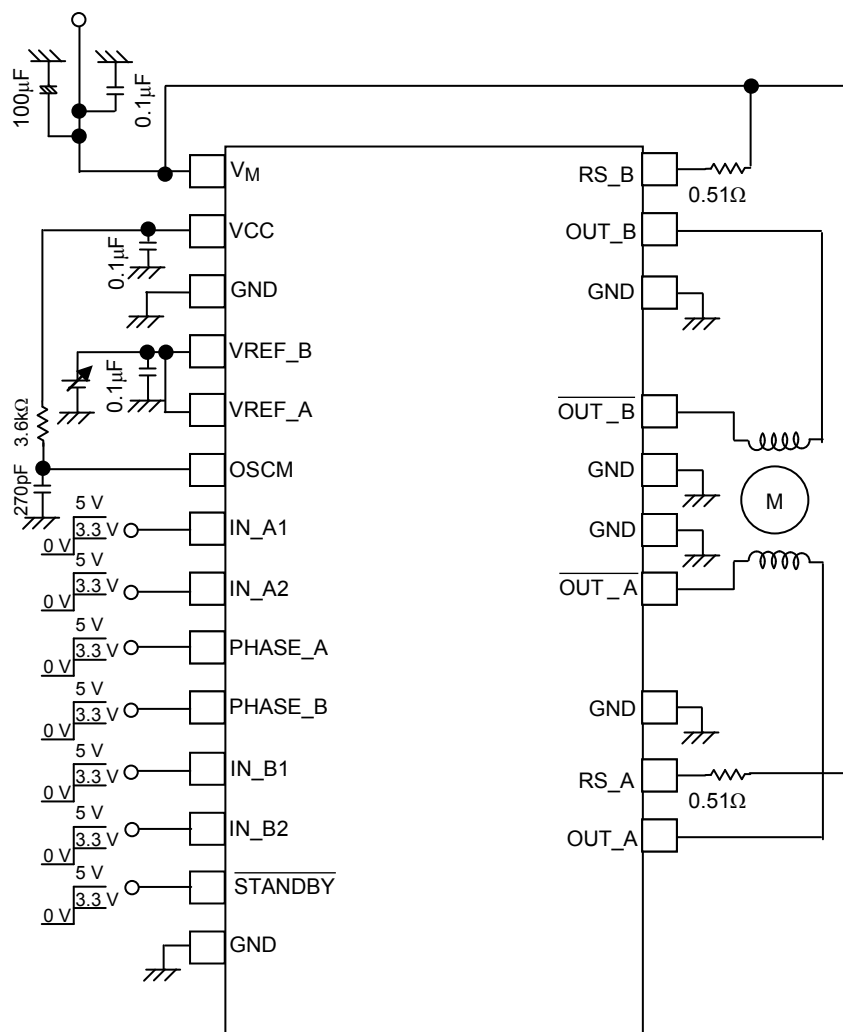 100μF
0.1μF
VM
RS_B
0.51Ω
VCC
0.1μF
OUT_B
GND
GND
VREF_B
0.1μF
VREF_A
OUT_B
3.6kΩ
OSCM
GND
270pF
5 V
3.3 V
0 V
IN_A1
GND
M
5 V
3.3 V
0 V
IN_A2
OUT_A
5 V
3.3 V
0 V
PHASE_A
5 V
3.3 V
0 V
PHASE_B
GND
5 V
3.3 V
0 V
IN_B1
RS_A
0.51Ω
5 V
3.3 V
0 V
IN_B2
OUT_A
5 V
3.3 V
0 V
STANDBY
GND